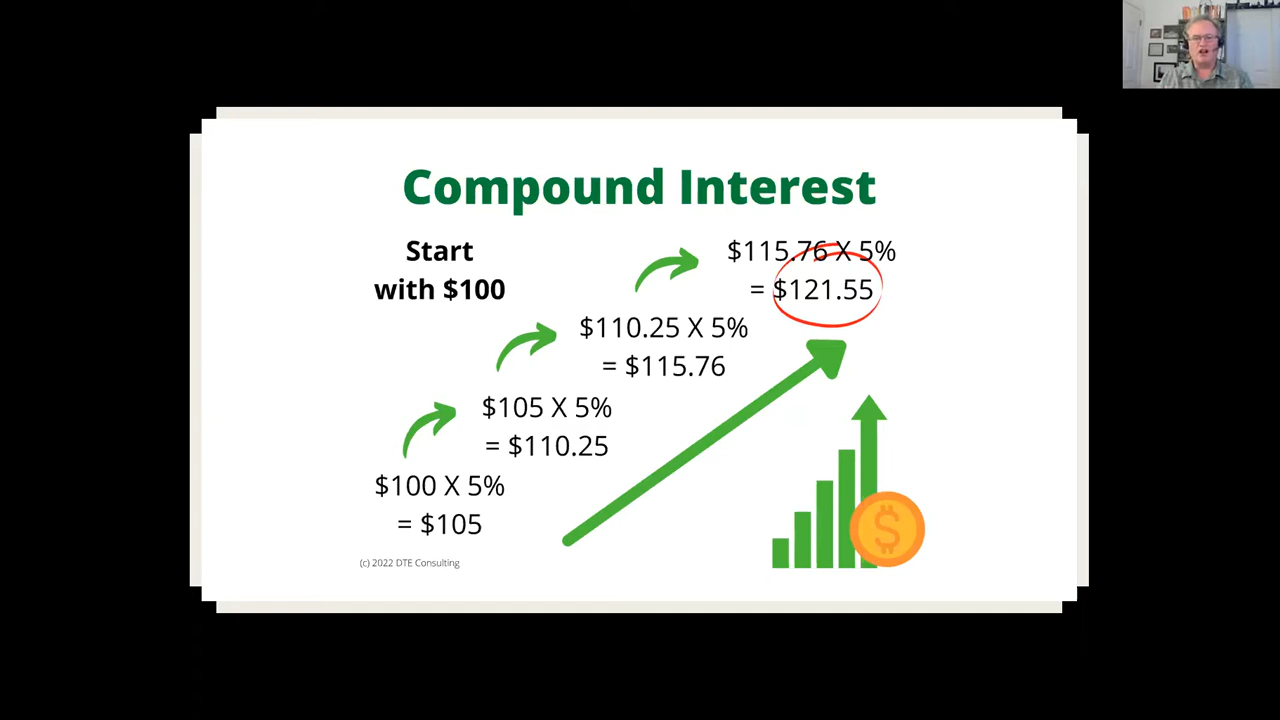 Compound Interest
Start
with $100
$115.76 X 5%
= $121.55
$110.25 X 5%
= $115.76
$105 X 5%
= $110.25
$100 X 5%
= $105
$
(c) 2022 DTE Consulting